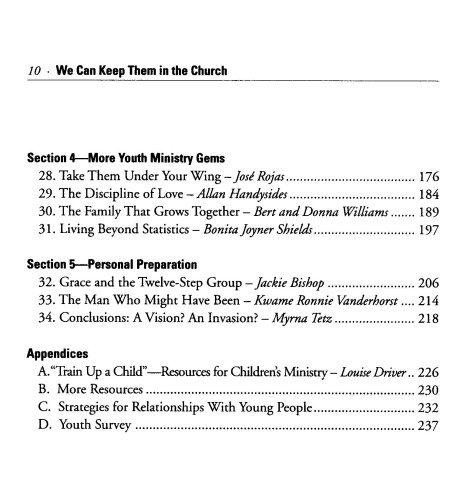 10 · We Can Keep Them in the Church
Section 4—More Youth Ministry Gems
28. Take Them Under Your Wing – José Rojas ........ 176
29. The Discipline of Love – Allan Handysides ........ 184
30. The Family That Grows Together – Bert and Donna Williams ....... 189
31. Living Beyond Statistics – Bonita Joyner Shields ........ 197
Section 5—Personal Preparation
32. Grace and the Twelve-Step Group – Jackie Bishop ........ 206
33. The Man Who Might Have Been – Kwame Ronnie Vanderhorst .... 214
34. Conclusions: A Vision? An Invasion? – Myrna Tetz ........ 218
Appendices
A. “Train Up a Child”—Resources for Children's Ministry – Louise Driver .. 226
B. More Resources ........ 230
C. Strategies for Relationships With Young People ........ 232
D. Youth Survey ........ 237